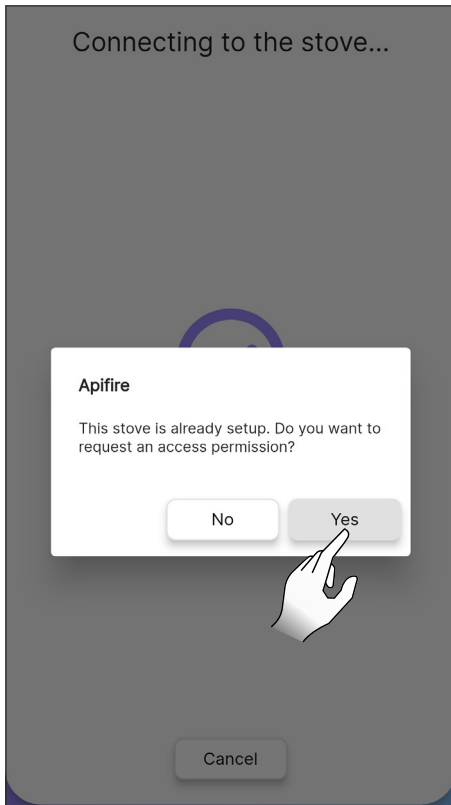 Connecting to the stove...
Apifire
This stove is already setup. Do you want to
request an access permission?
No
Yes
Cancel